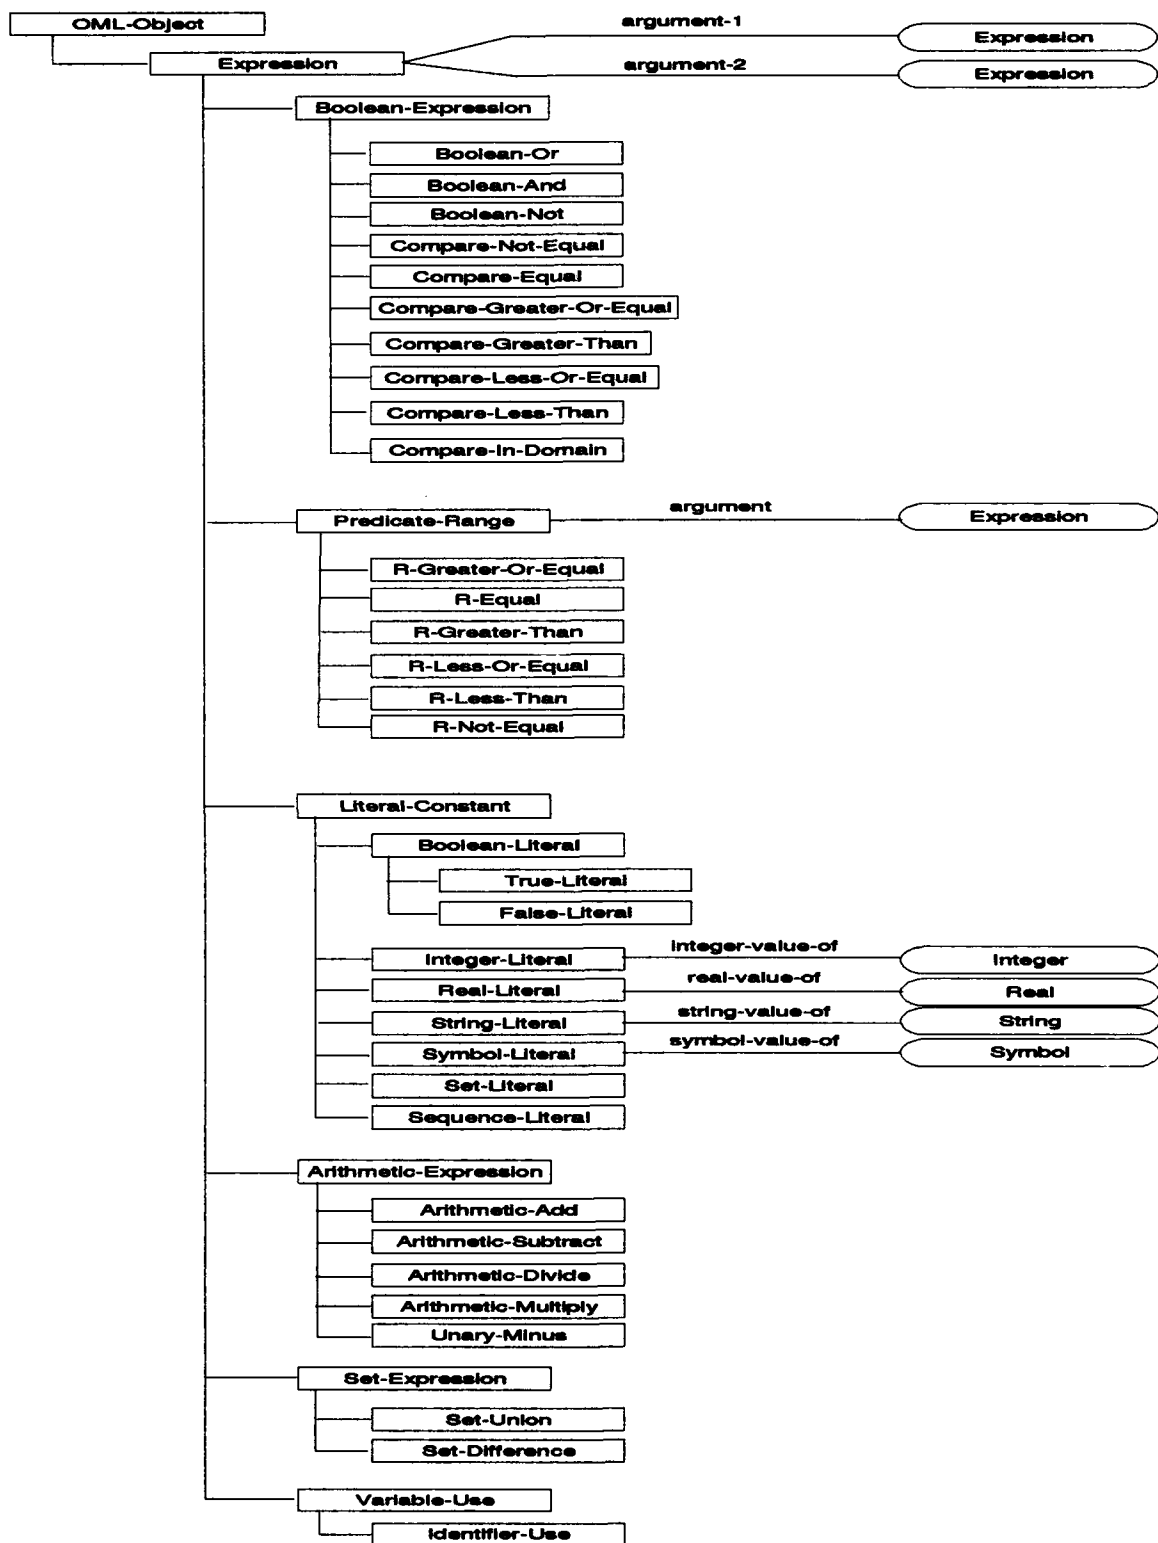 OML-Object
argument-1
Expression
Expression
argument-2
Expression
Boolean-Expression
Boolean-Or
Boolean-And
Boolean-Not
Compare-Not-Equal
Compare-Equal
Compare-Greater-Or-Equal
Compare-Greater-Than
Compare-Less-Or-Equal
Compare-Less-Than
Compare-In-Domain
Predicate-Range
argument
Expression
R-Greater-Or-Equal
R-Equal
R-Greater-Than
R-Less-Or-Equal
R-Less-Than
R-Not-Equal
Literal-Constant
Boolean-Literal
True-Literal
False-Literal
Integer-Literal
integer-value-of
Integer
Real-Literal
real-value-of
Real
String-Literal
string-value-of
String
Symbol-Literal
symbol-value-of
Symbol
Set-Literal
Sequence-Literal
Arithmetic-Expression
Arithmetic-Add
Arithmetic-Subtract
Arithmetic-Divide
Arithmetic-Multiply
Unary-Minus
Set-Expression
Set-Union
Set-Difference
Variable-Use
Identifier-Use